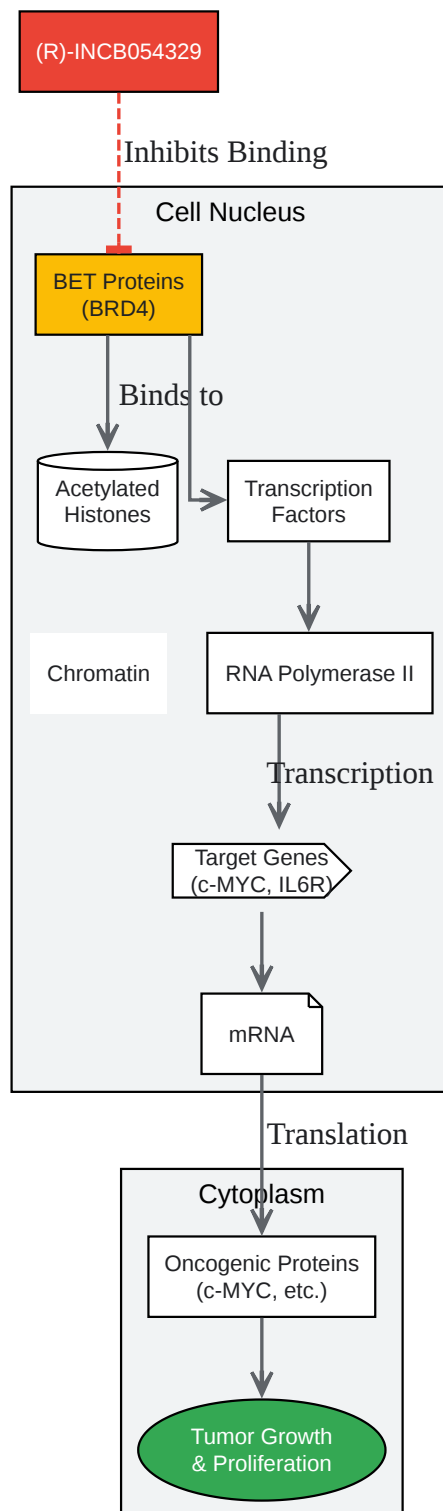 (R)-INCB054329
Inhibits Binding
Cell Nucleus
BET Proteins
(BRD4)
Binds to
Acetylated
Histones
Transcription
Factors
Chromatin
RNA Polymerase II
Transcription
Target Genes
(c-MYC, IL6R)
mRNA
Translation
Cytoplasm
Oncogenic Proteins
(c-MYC, etc.)
Tumor Growth
& Proliferation